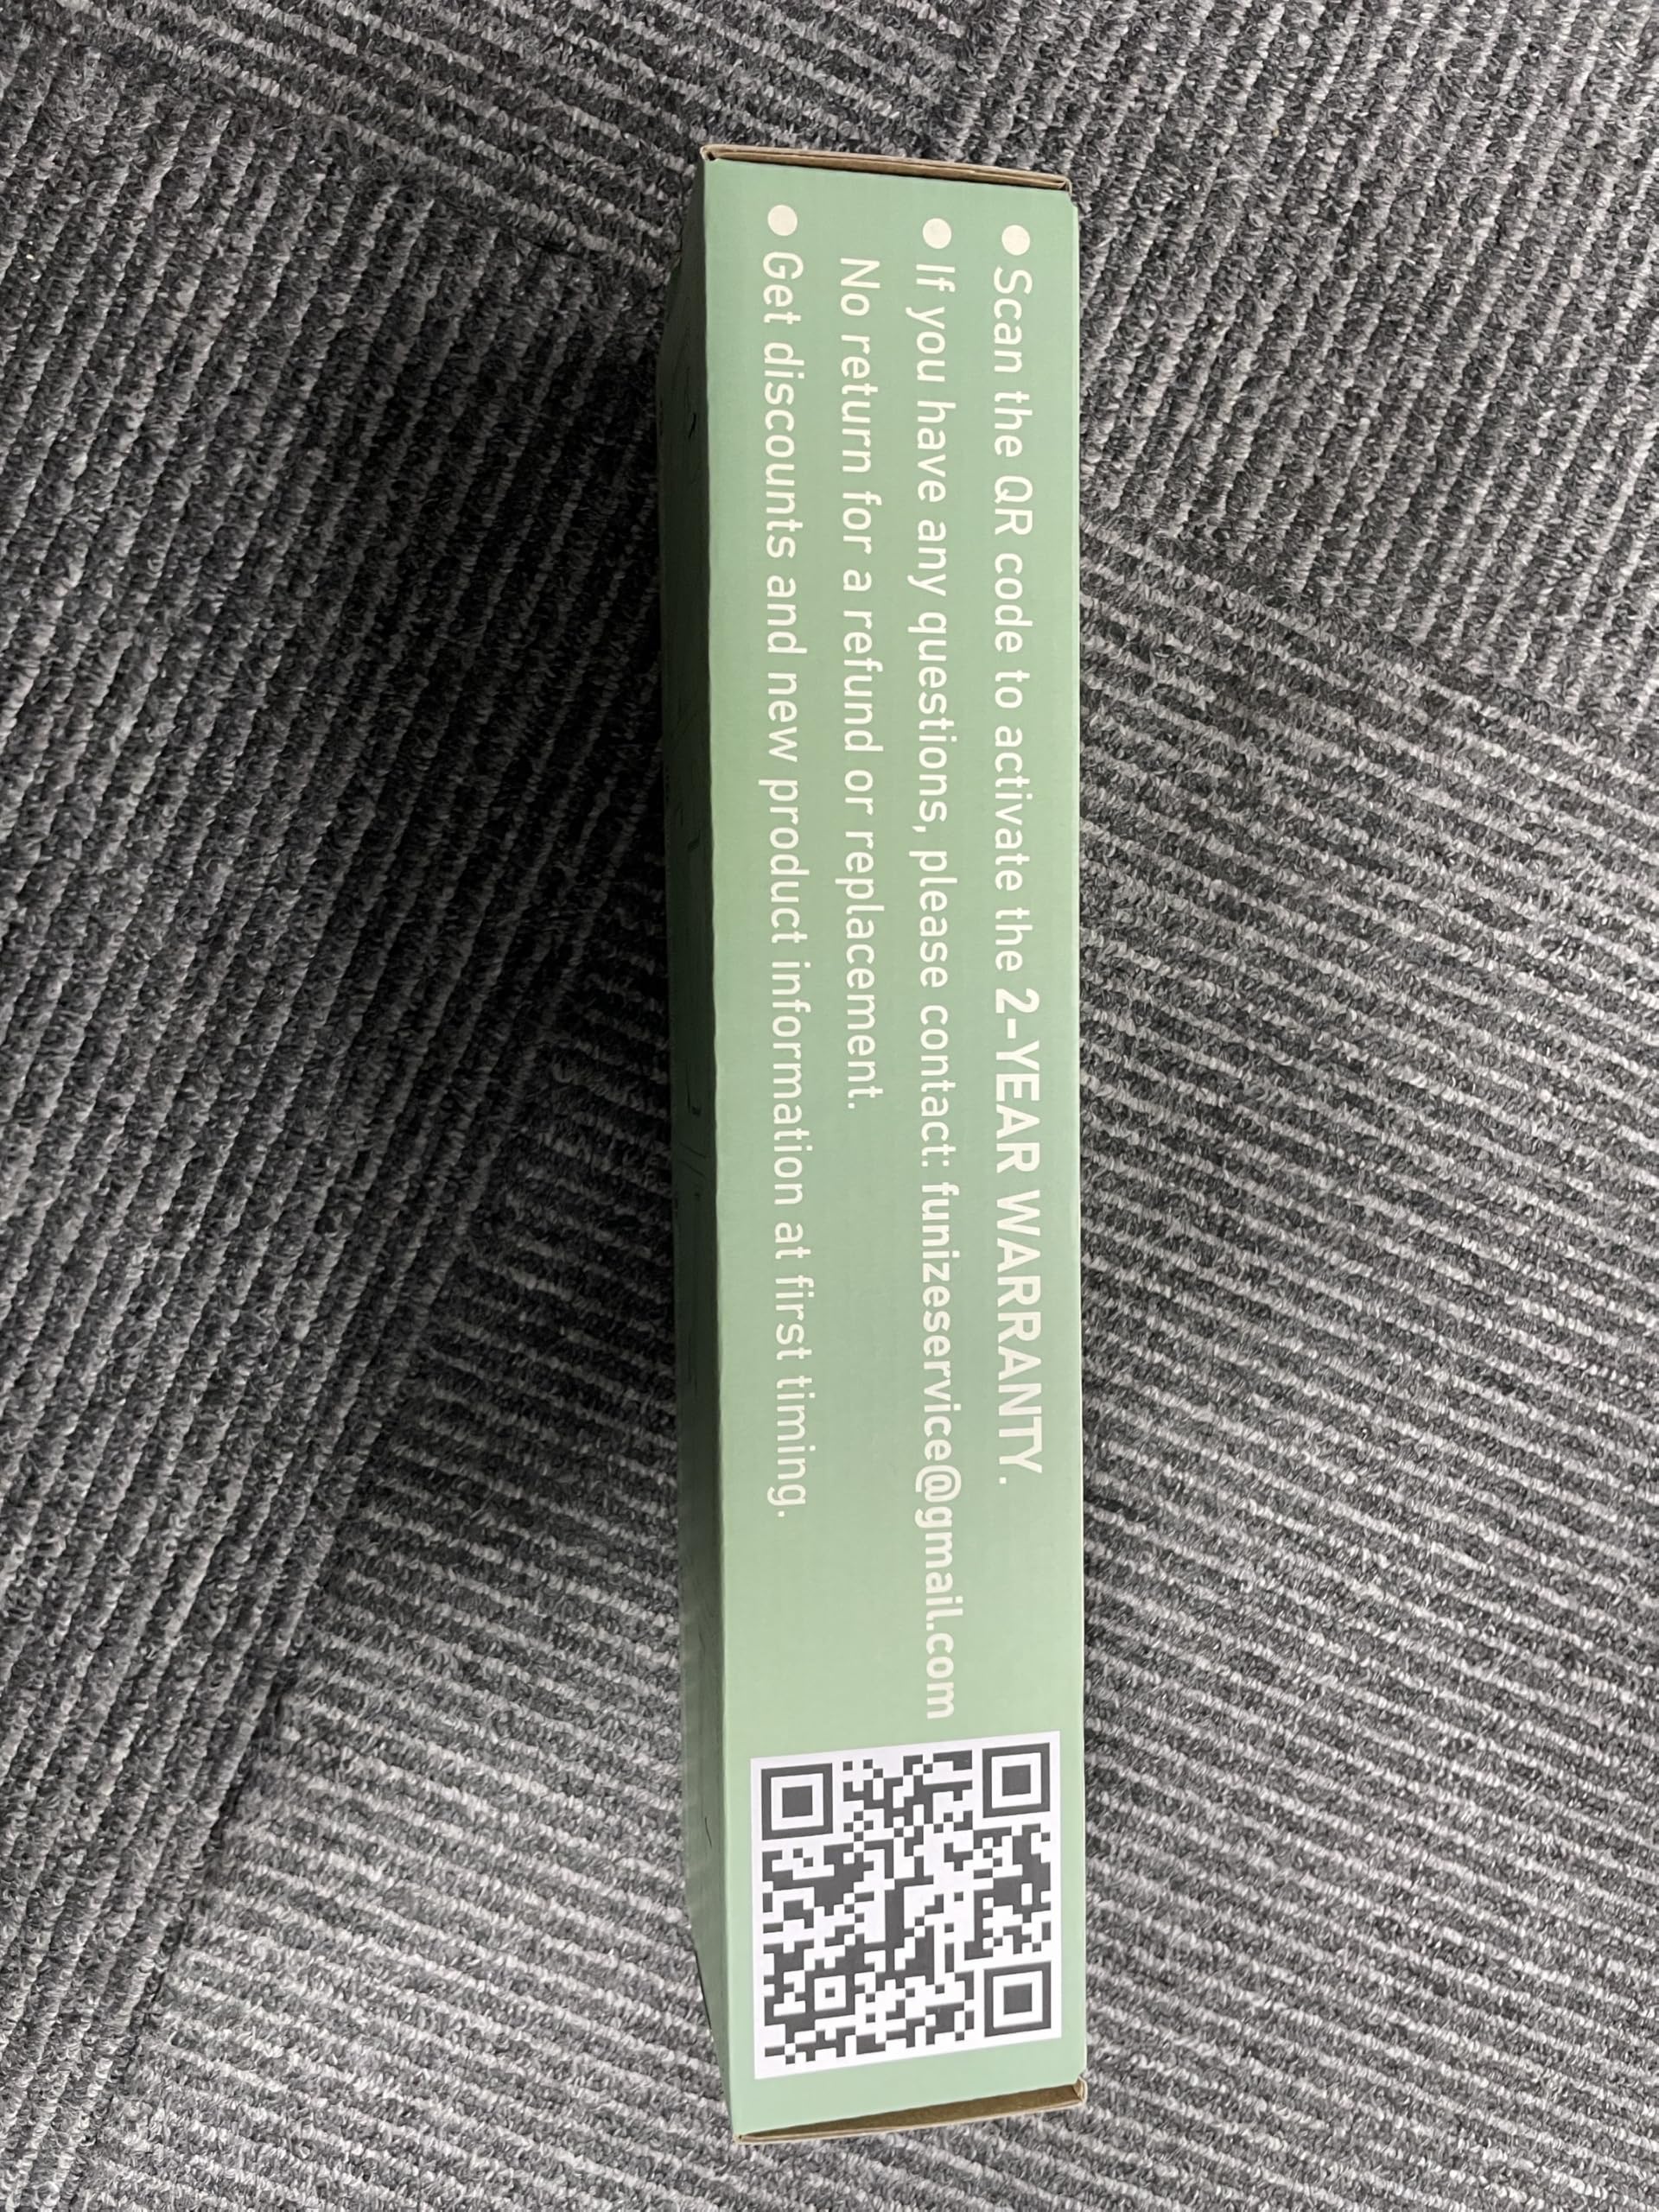 ● Scan the QR code to activate the 2-YEAR WARRANTY.
● If you have any questions, please contact: funizeservice@gmail.com
No return for a refund or replacement.
● Get discounts and new product information at first timing.